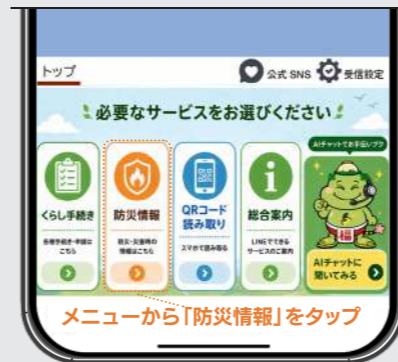 トップ
公式 SNS
受信設定
必要なサービスをお選びください
くらし手続き
各種手続き・申請は
こちら
防災情報
防災・災害時の
情報はこちら
QRコード
読み取り
スマホで読み取る
総合案内
LINEでできる
サービスのご案内
AIチャットでお手伝いブヮ
福
AIチャットに
聞いてみる
メニューから「防災情報」をタップ